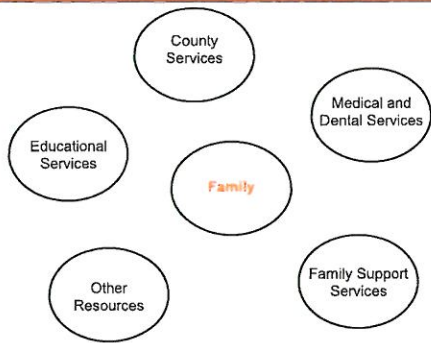 County
Services
Medical and
Dental Services
Educational
Services
Family
Family Support
Services
Other
Resources